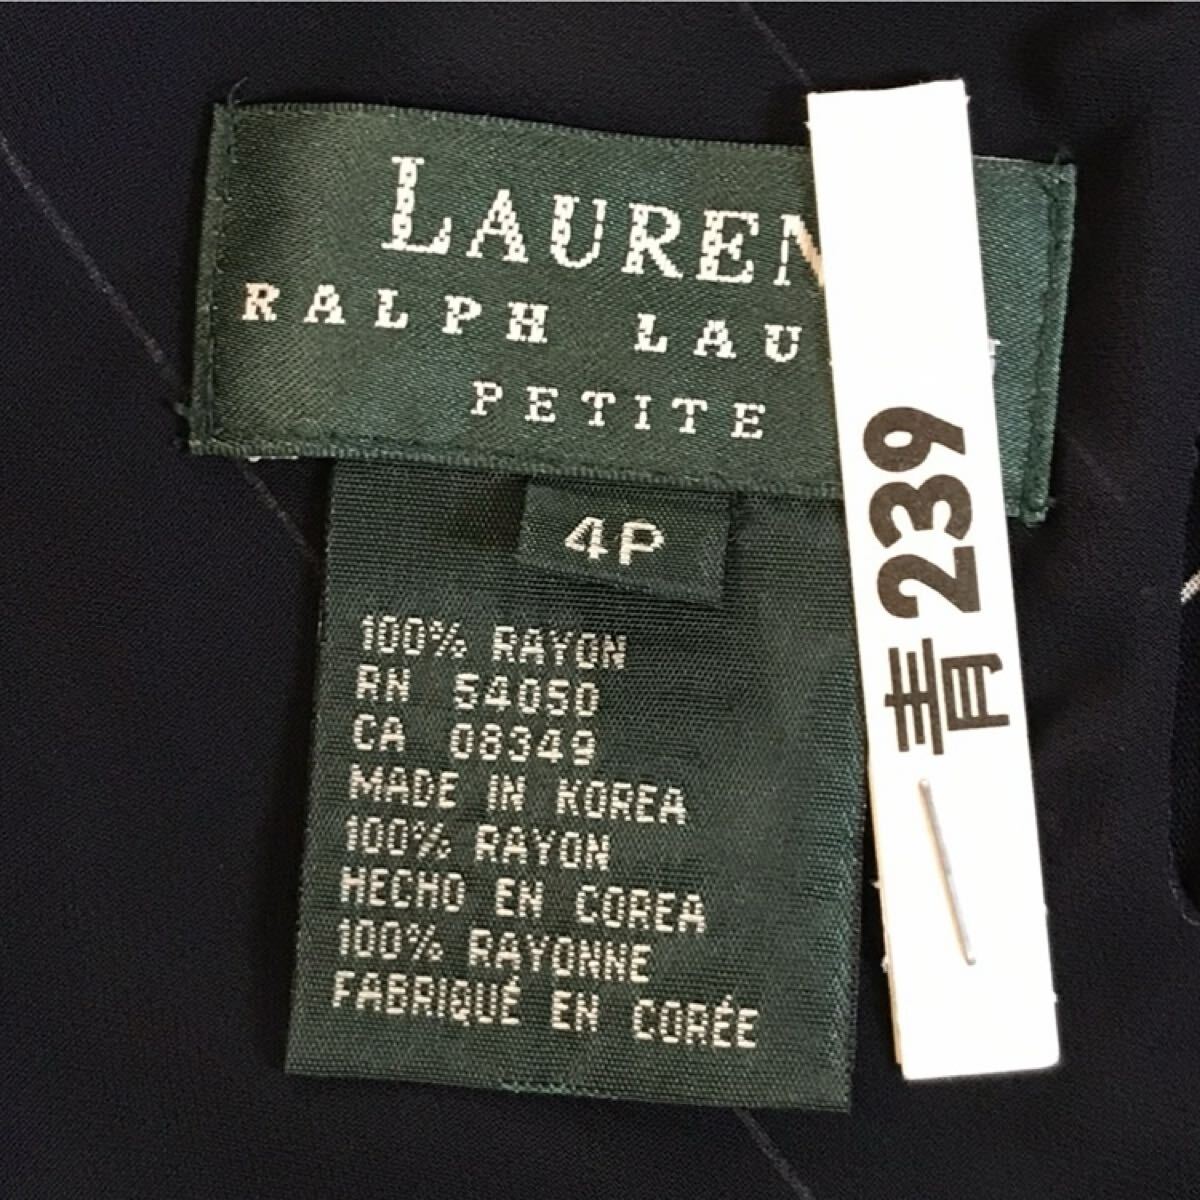 LAUREN
RALPH LAU
PETITE
4P
100% RAYON
RN 54050
CA 08349
MADE IN KOREA
100% RAYON
HECHO EN COREA
100% RAYONNE
FABRIQUÉ EN CORÉE
青239